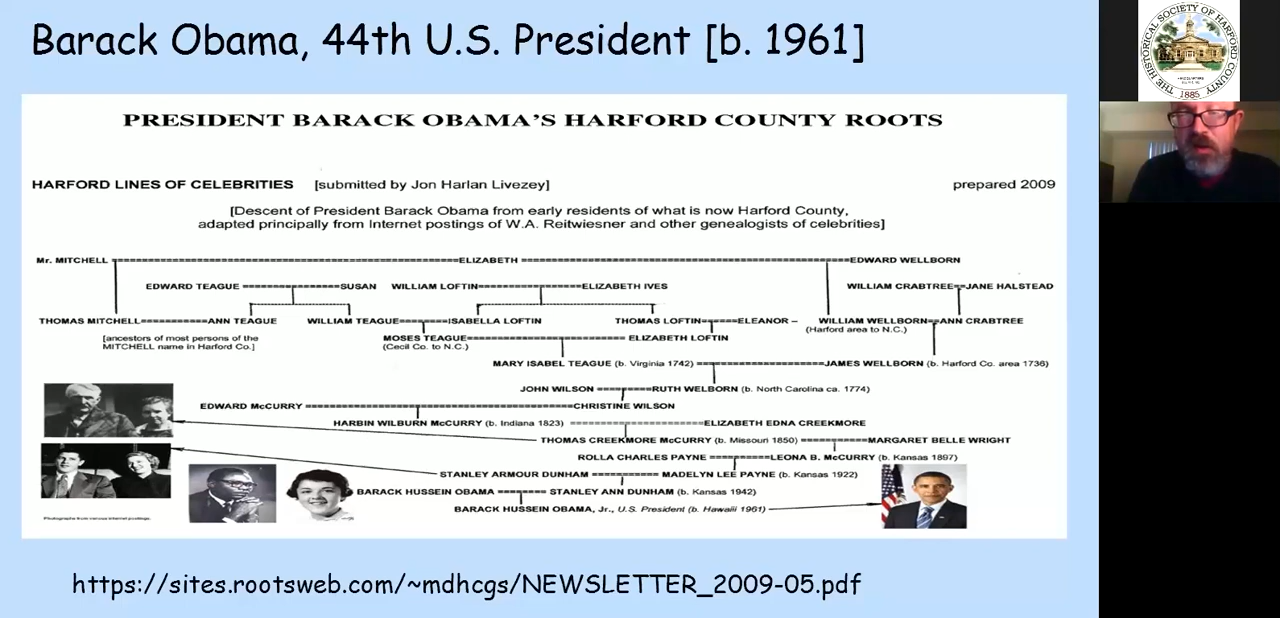 Barack Obama, 44th U.S. President [b. 1961]
THE HISTORICAL SOCIETY OF HARFORD COUNTY
1885
PRESIDENT BARACK OBAMA'S HARFORD COUNTY ROOTS
HARFORD LINES OF CELEBRITIES [submitted by Jon Harlan Livezey] prepared 2009
[Descent of President Barack Obama from early residents of what is now Harford County,
adapted principally from Internet postings of W.A. Reitwiesner and other genealogists of celebrities]
Mr. MITCHELL ELIZABETH EDWARD WELLBORN
EDWARD TEAGUE SUSAN WILLIAM LOFTIN ELIZABETH IVES WILLIAM CRABTREE JANE HALSTEAD
THOMAS MITCHELL ANN TEAGUE WILLIAM TEAGUE ISABELLA LOFTIN THOMAS LOFTIN ELEANOR – WILLIAM WELLBORN ANN CRABTREE
(Harford area to N.C.)
[ancestors of most persons of the MOSES TEAGUE ELIZABETH LOFTIN
MITCHELL name in Harford Co.] (Cecil Co. to N.C.)
MARY ISABEL TEAGUE (b. Virginia 1742) JAMES WELLBORN (b. Harford Co. area 1736)
JOHN WILSON RUTH WELBORN (b. North Carolina ca. 1774)
EDWARD McCURRY CHRISTINE WILSON
HARBIN WILBURN McCURRY (b. Indiana 1823) ELIZABETH EDNA CREEKMORE
THOMAS CREEKMORE McCURRY (b. Missouri 1850) MARGARET BELLE WRIGHT
ROLLA CHARLES PAYNE LEONA B. McCURRY (b. Kansas 1897)
STANLEY ARMOUR DUNHAM MADELYN LEE PAYNE (b. Kansas 1922)
BARACK HUSSEIN OBAMA STANLEY ANN DUNHAM (b. Kansas 1942)
BARACK HUSSEIN OBAMA, Jr., U.S. President (b. Hawaiii 1961)
Photographs from various internet postings.
https://sites.rootsweb.com/~mdhcgs/NEWSLETTER_2009-05.pdf